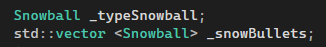 Snowball _typeSnowball;
std::vector <Snowball> _snowBullets;